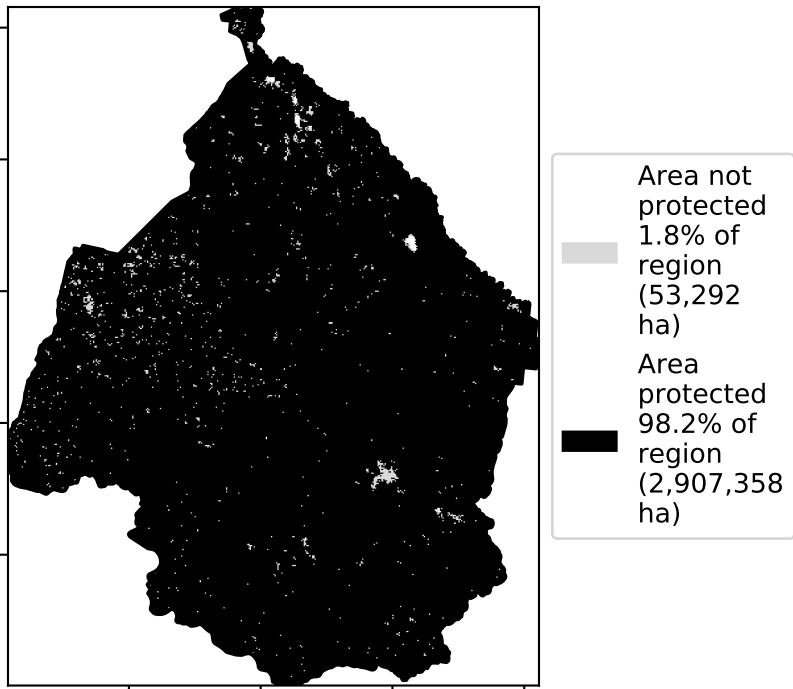 Area not
protected
1.8% of
region
(53,292
ha)
Area
protected
98.2% of
region
(2,907,358
ha)